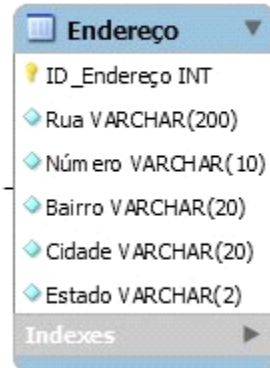 Endereço
ID_Endereço INT
Rua VARCHAR(200)
Número VARCHAR(10)
Bairro VARCHAR(20)
Cidade VARCHAR(20)
Estado VARCHAR(2)
Indexes